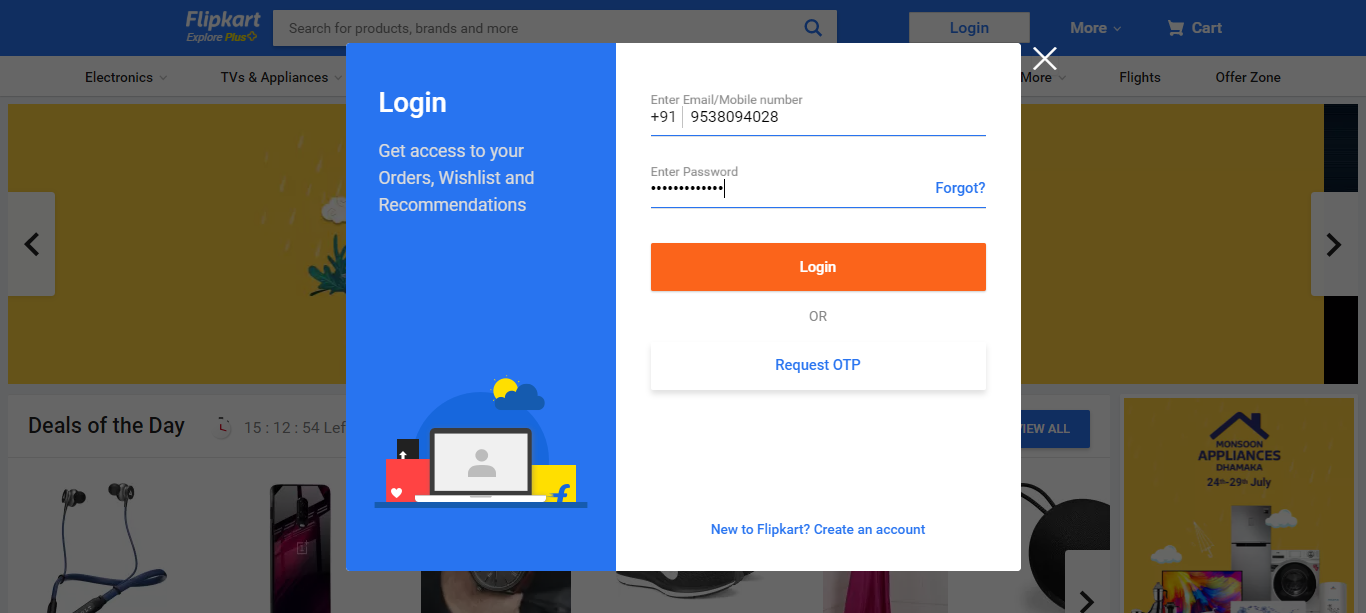 Flipkart
Explore Plus
Search for products, brands and more
Login
More
Cart
Electronics
TVs & Appliances
More
Flights
Offer Zone
Login
Get access to your
Orders, Wishlist and
Recommendations
Enter Email/Mobile number
+91 9538094028
Enter Password
•••••••••••••
Forgot?
Login
OR
Request OTP
New to Flipkart? Create an account
Deals of the Day
15 : 12 : 54 Lef
VIEW ALL
MONSOON
APPLIANCES
DHAMAKA
24th-29th July